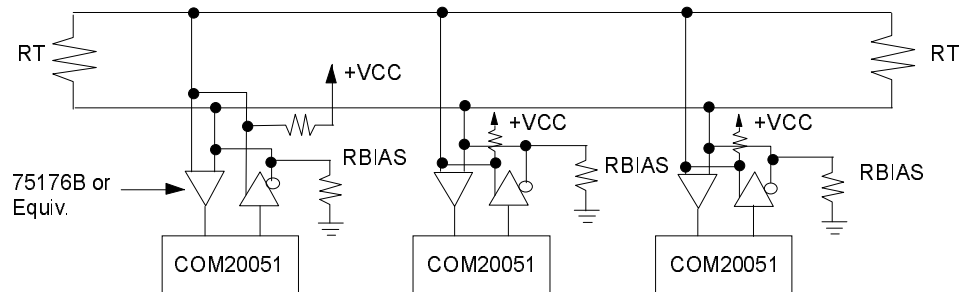 RT
RT
+VCC
+VCC
+VCC
RBIAS
RBIAS
RBIAS
75176B or
Equiv.
COM20051
COM20051
COM20051